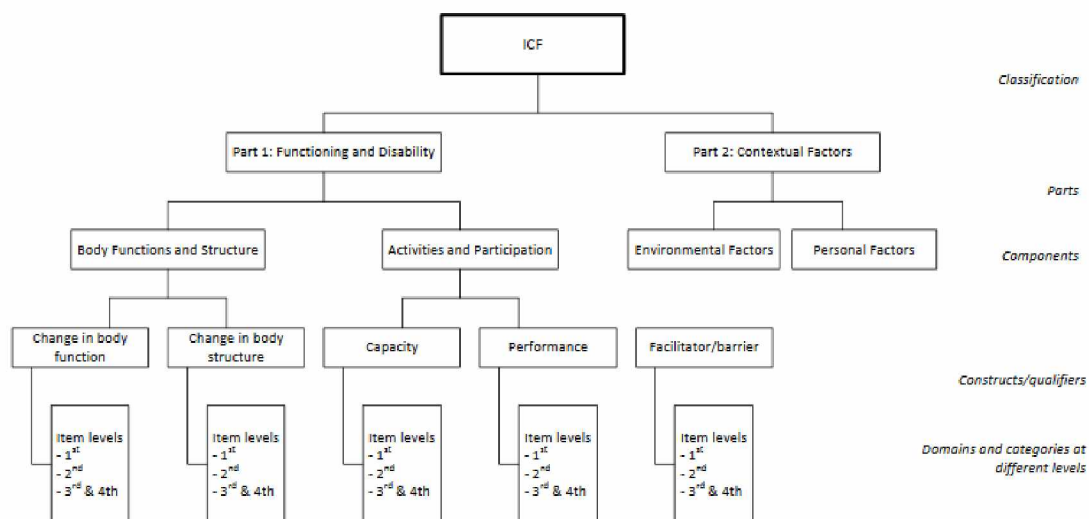 ICF
Classification
Part 1: Functioning and Disability
Part 2: Contextual Factors
Parts
Body Functions and Structure
Activities and Participation
Environmental Factors
Personal Factors
Components
Change in body
function
Change in body
structure
Capacity
Performance
Facilitator/barrier
Constructs/qualifiers
Item levels
- 1st
- 2nd
- 3rd & 4th
Item levels
- 1st
- 2nd
- 3rd & 4th
Item levels
- 1st
- 2nd
- 3rd & 4th
Item levels
- 1st
- 2nd
- 3rd & 4th
Item levels
- 1st
- 2nd
- 3rd & 4th
Domains and categories at
different levels